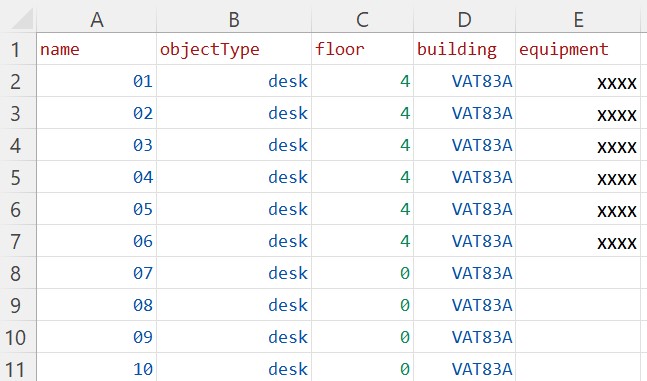 A B C D E
1 name objectType floor building equipment
2 01 desk 4 VAT83A xxxx
3 02 desk 4 VAT83A xxxx
4 03 desk 4 VAT83A xxxx
5 04 desk 4 VAT83A xxxx
6 05 desk 4 VAT83A xxxx
7 06 desk 4 VAT83A xxxx
8 07 desk 0 VAT83A
9 08 desk 0 VAT83A
10 09 desk 0 VAT83A
11 10 desk 0 VAT83A